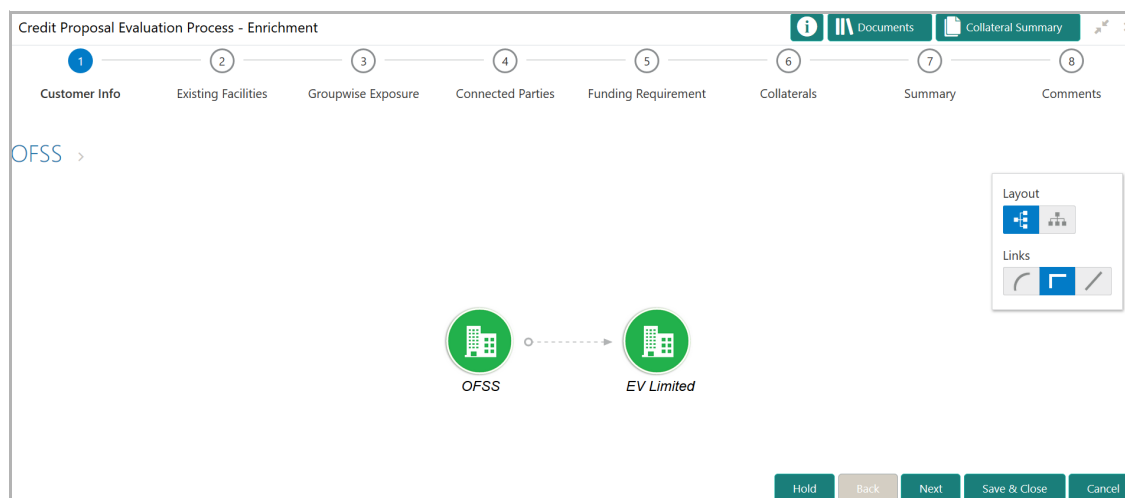 Credit Proposal Evaluation Process - Enrichment
i Documents Collateral Summary
1 2 3 4 5 6 7 8
Customer Info Existing Facilities Groupwise Exposure Connected Parties Funding Requirement Collaterals Summary Comments
OFSS >
Layout
Links
OFSS EV Limited
Hold Back Next Save & Close Cancel